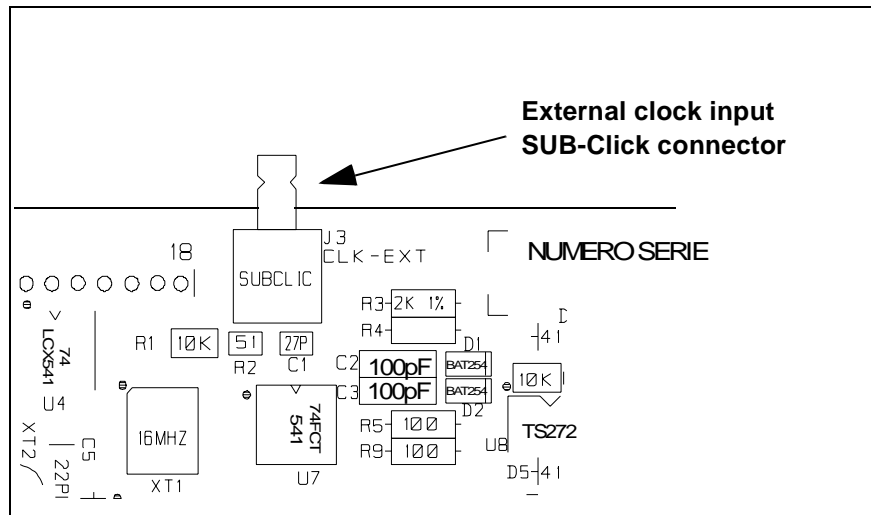 External clock input
SUB-Click connector
18
J3
CLK-EXT
SUBCLIC
NUMERO SERIE
R3 2K 1%
R4
D
41
R1 10K
51
R2
27P
C1
C2 100pF
D1
BAT254
C3 100pF
BAT254
D2
10K
74
LCX541
U4
16MHZ
XT1
74FCT
541
U7
R5 100
R9 100
U8
TS272
D5 41
XT2
C5
22P